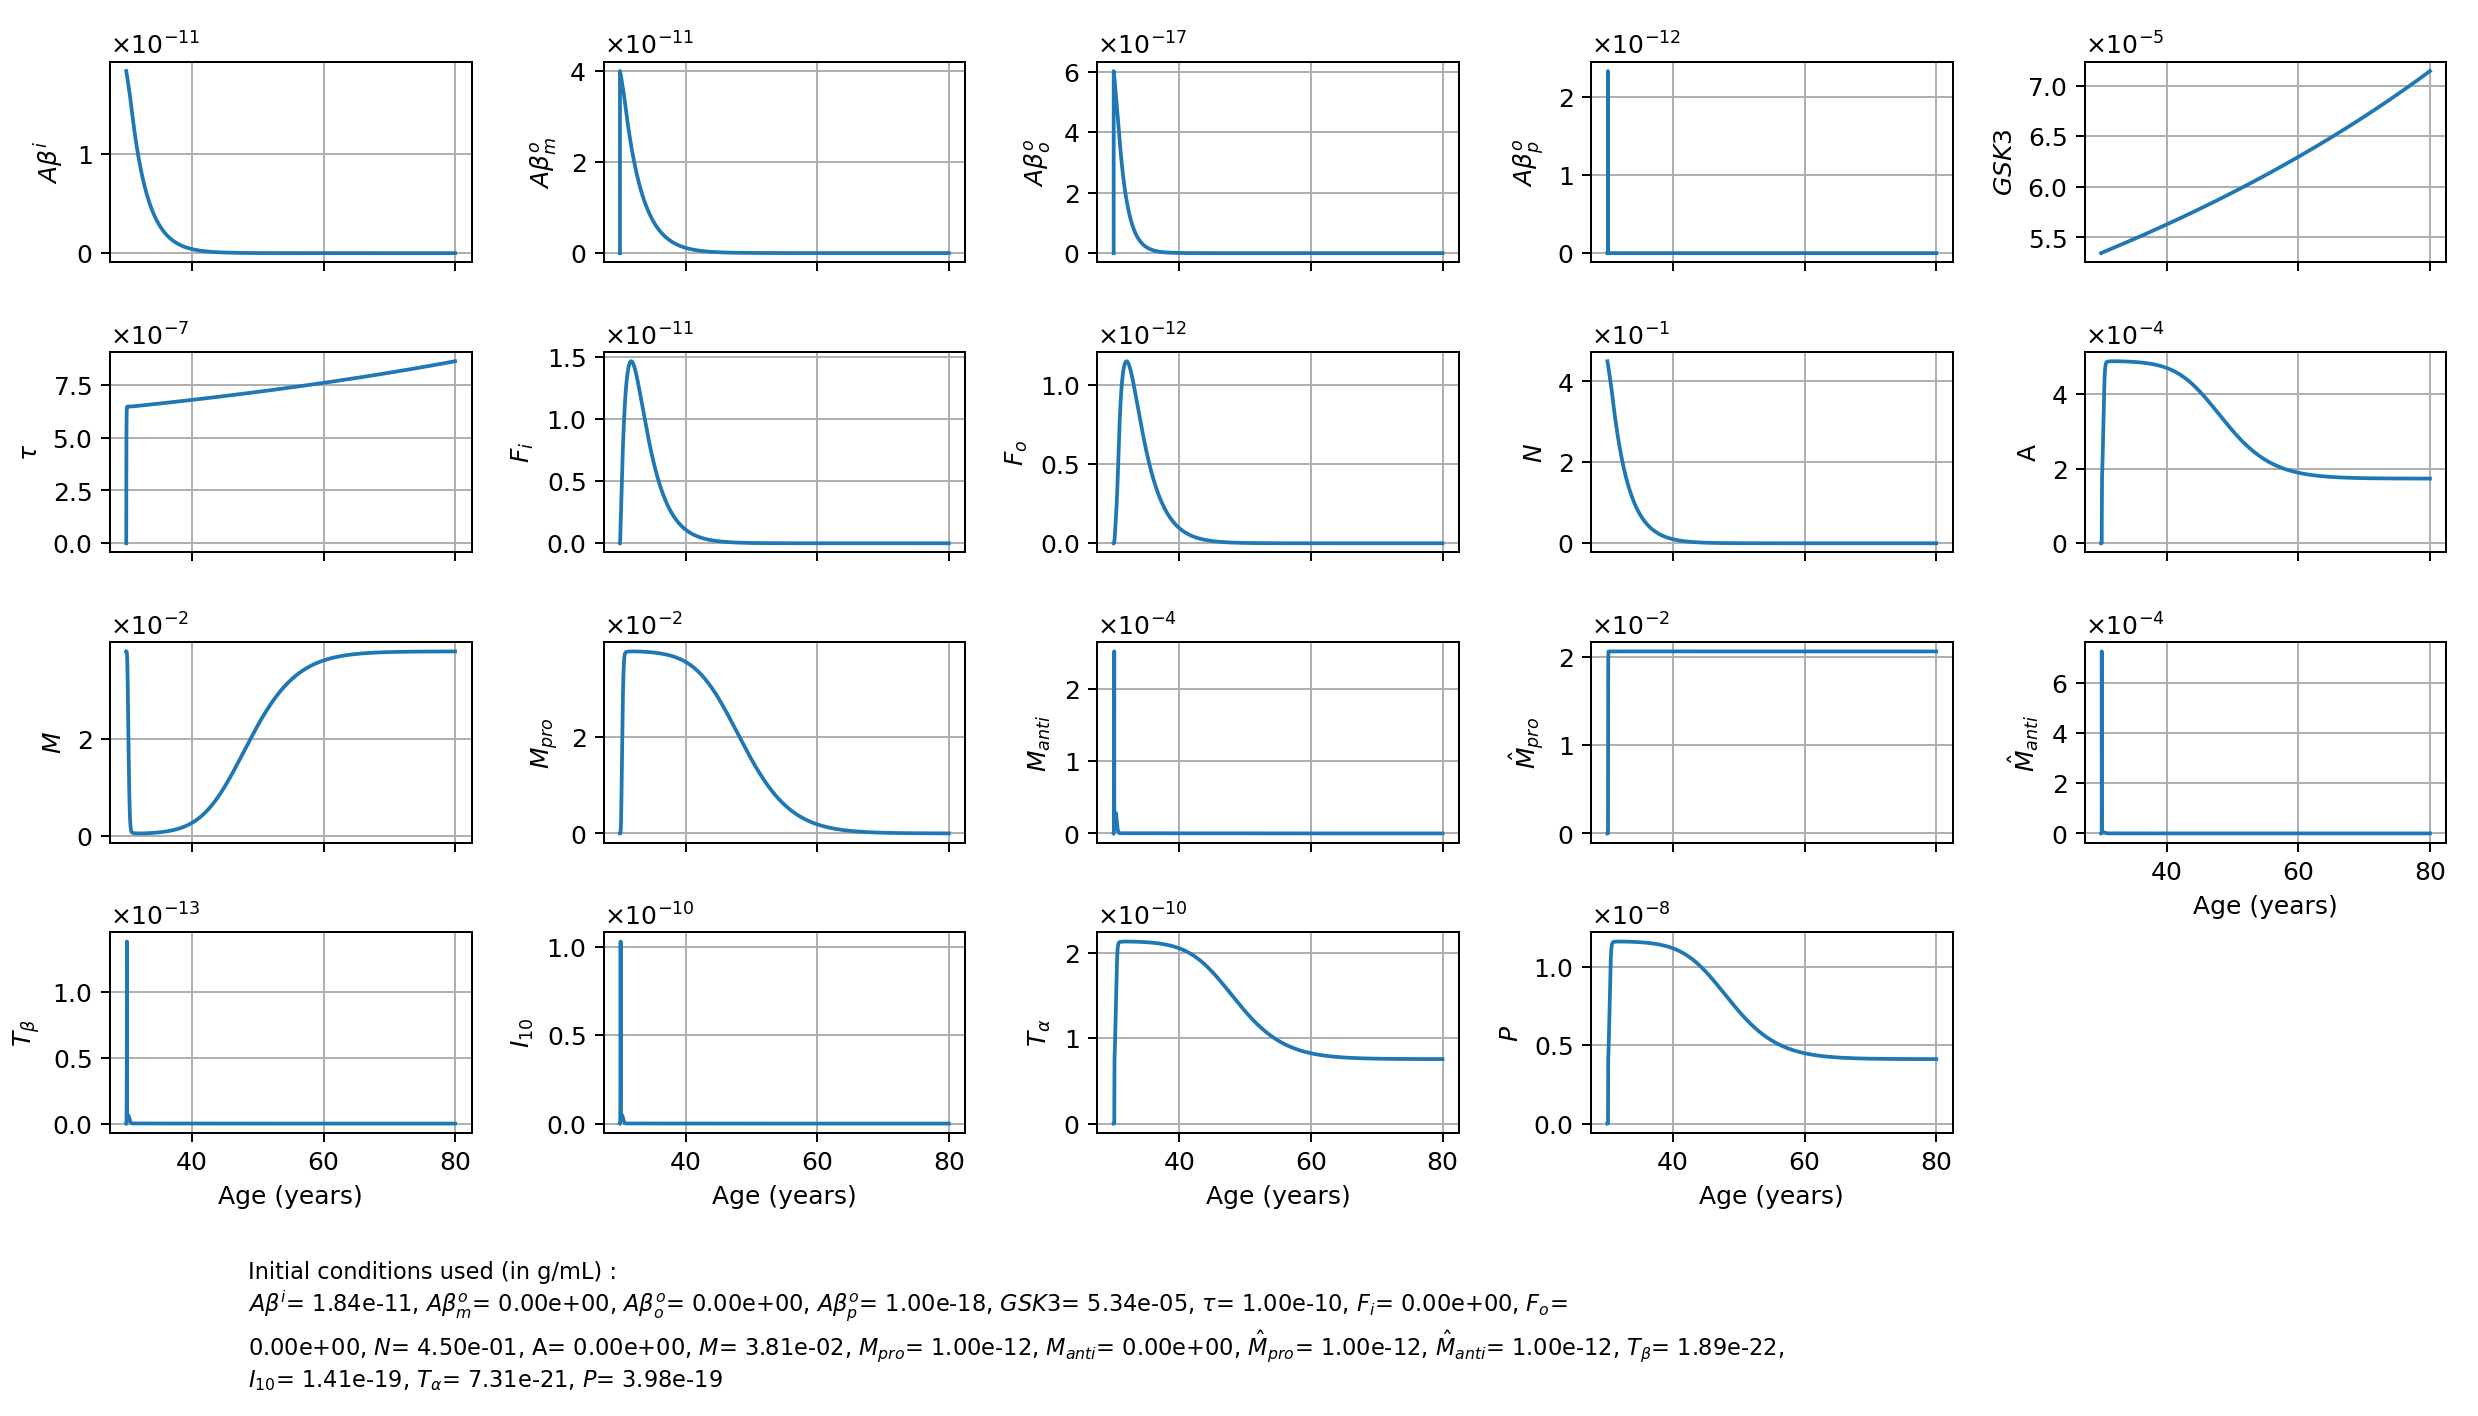 ×10⁻¹¹ ×10⁻¹¹ ×10⁻¹⁷ ×10⁻¹² ×10⁻⁵
Aβⁱ
1
0
Aβᵒₘ
4
2
0
Aβᵒₒ
6
4
2
0
Aβᵒₚ
2
1
0
GSK3
7.0
6.5
6.0
5.5
×10⁻⁷ ×10⁻¹¹ ×10⁻¹² ×10⁻¹ ×10⁻⁴
τ
7.5
5.0
2.5
0.0
Fᵢ
1.5
1.0
0.5
0.0
Fₒ
1.0
0.5
0.0
N
4
2
0
A
4
2
0
×10⁻² ×10⁻² ×10⁻⁴ ×10⁻² ×10⁻⁴
M
2
0
M_pro
2
0
M_anti
2
1
0
M̂_pro
2
1
0
M̂_anti
6
4
2
0
40 60 80
Age (years)
×10⁻¹³ ×10⁻¹⁰ ×10⁻¹⁰ ×10⁻⁸
T_β
1.0
0.5
0.0
40 60 80
Age (years)
I₁₀
1.0
0.5
0.0
40 60 80
Age (years)
T_α
2
1
0
40 60 80
Age (years)
P
1.0
0.5
0.0
40 60 80
Age (years)
Initial conditions used (in g/mL) :
Aβⁱ= 1.84e-11, Aβᵒₘ= 0.00e+00, Aβᵒₒ= 0.00e+00, Aβᵒₚ= 1.00e-18, GSK3= 5.34e-05, τ= 1.00e-10, Fᵢ= 0.00e+00, Fₒ=
0.00e+00, N= 4.50e-01, A= 0.00e+00, M= 3.81e-02, M_pro= 1.00e-12, M_anti= 0.00e+00, M̂_pro= 1.00e-12, M̂_anti= 1.00e-12, T_β= 1.89e-22,
I₁₀= 1.41e-19, T_α= 7.31e-21, P= 3.98e-19